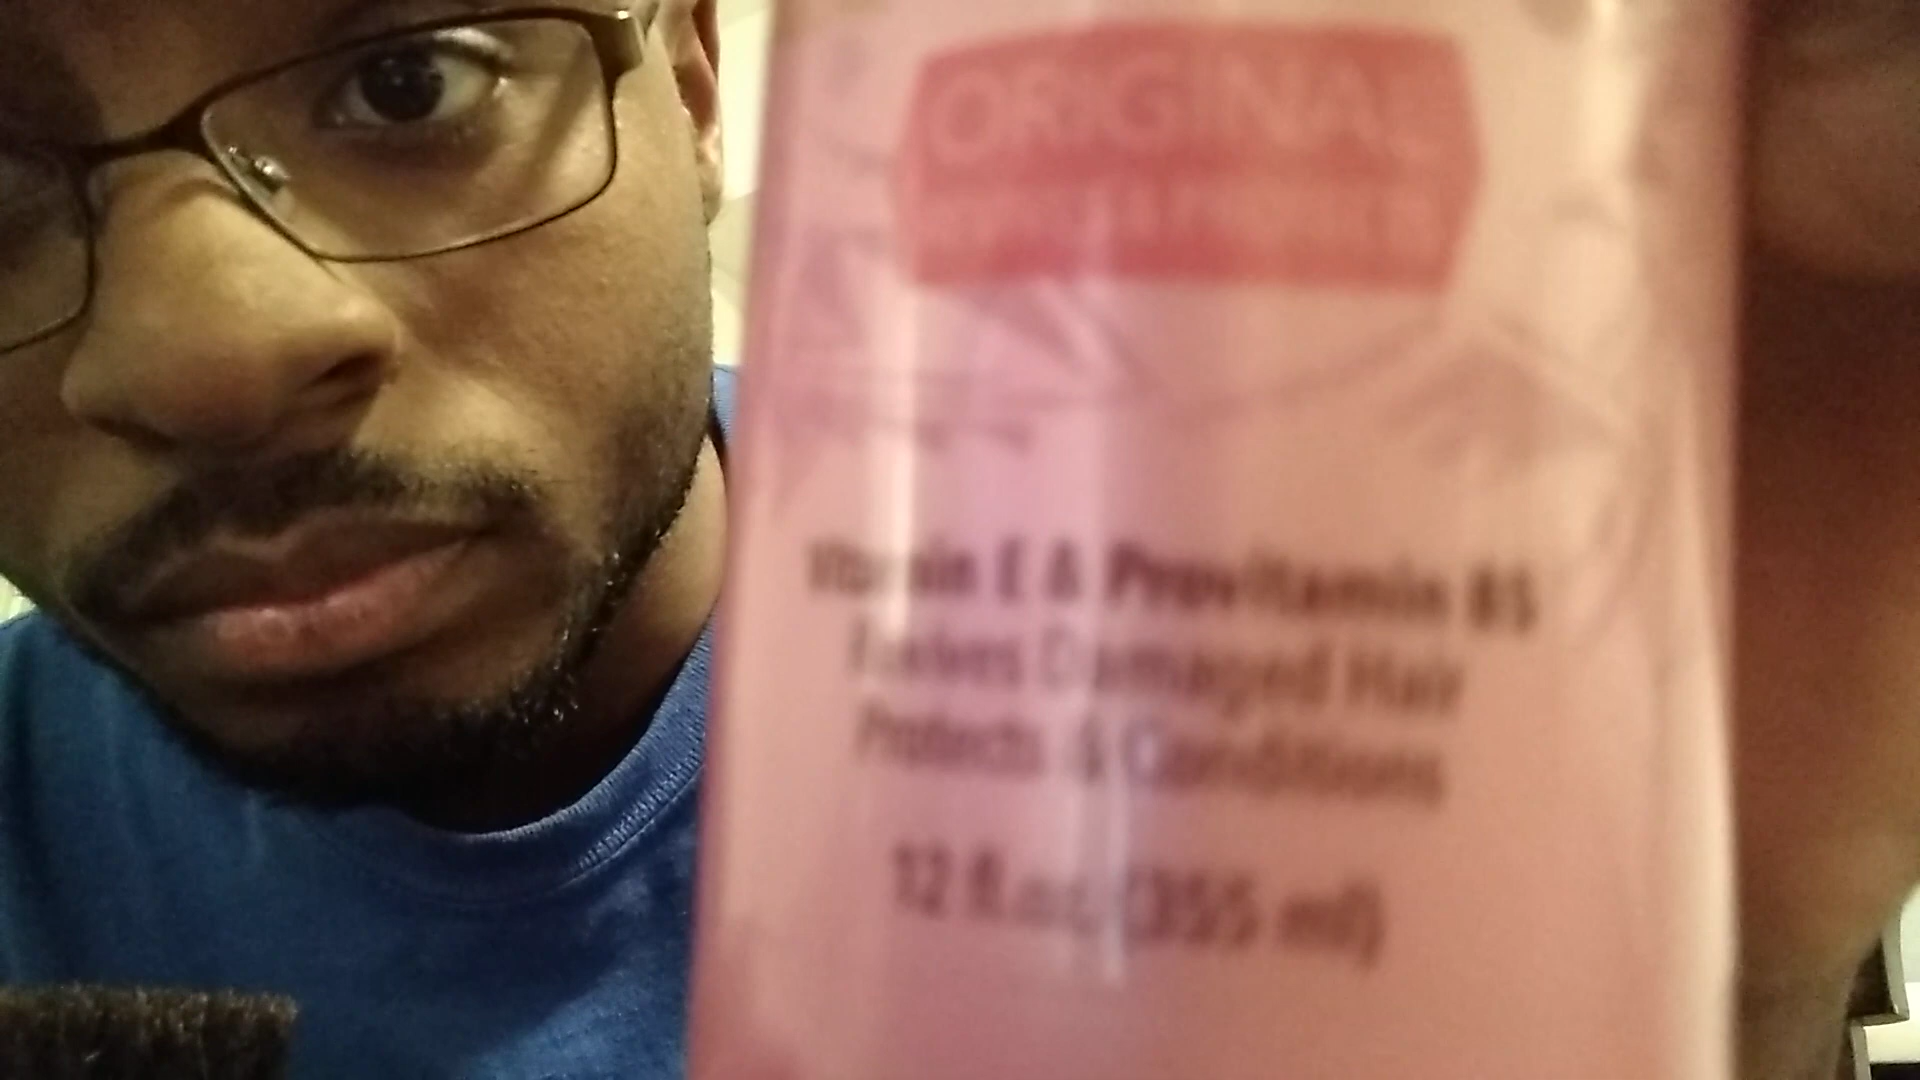 ORIGINAL
Vitamin E & Provitamin B5
Damaged Hair
Protects & Conditions
12 fl.oz. (355 ml)